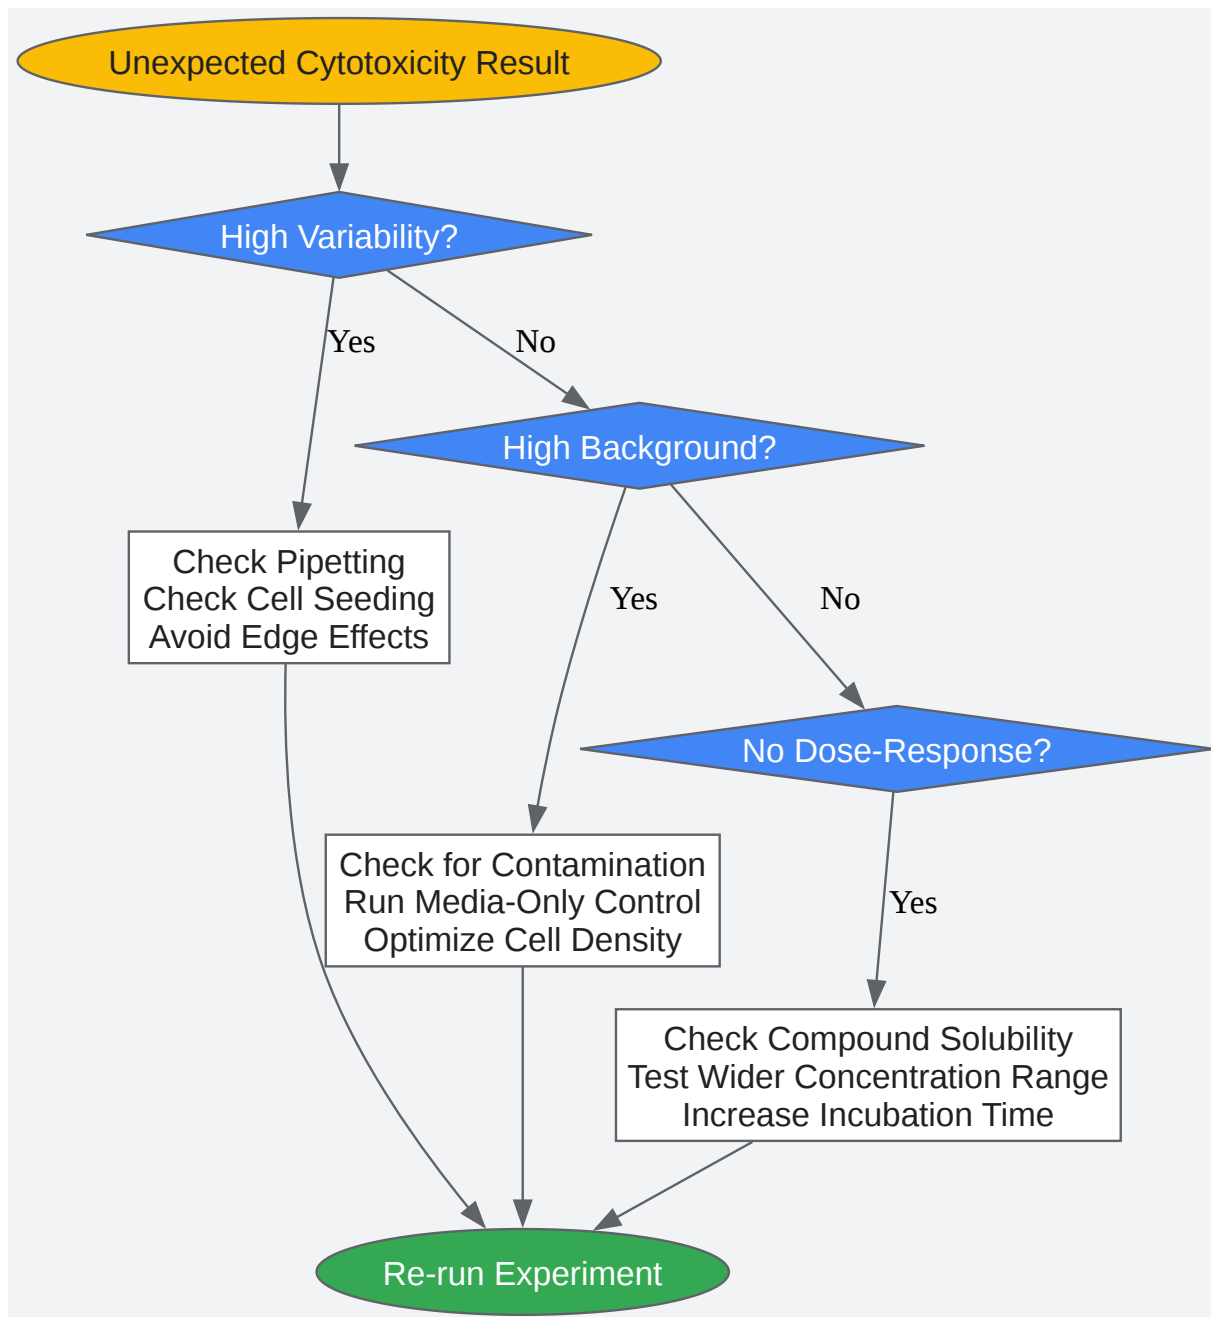 Unexpected Cytotoxicity Result
High Variability?
Yes
No
High Background?
Check Pipetting
Check Cell Seeding
Avoid Edge Effects
Yes
No
No Dose-Response?
Check for Contamination
Run Media-Only Control
Optimize Cell Density
Yes
Check Compound Solubility
Test Wider Concentration Range
Increase Incubation Time
Re-run Experiment